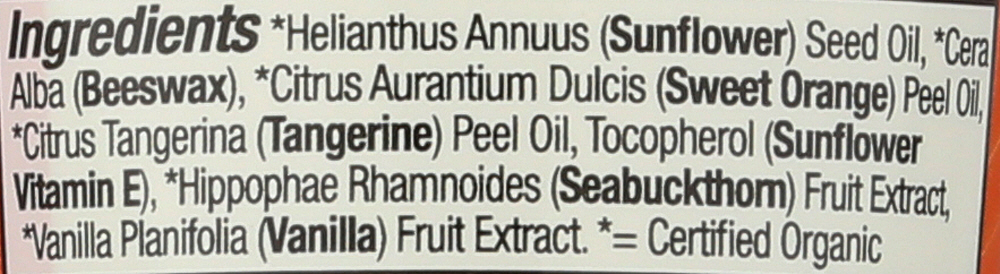 Ingredients *Helianthus Annuus (Sunflower) Seed Oil, *Cera
Alba (Beeswax), *Citrus Aurantium Dulcis (Sweet Orange) Peel Oil,
*Citrus Tangerina (Tangerine) Peel Oil, Tocopherol (Sunflower
Vitamin E), *Hippophae Rhamnoides (Seabuckthorn) Fruit Extract,
*Vanilla Planifolia (Vanilla) Fruit Extract. *= Certified Organic